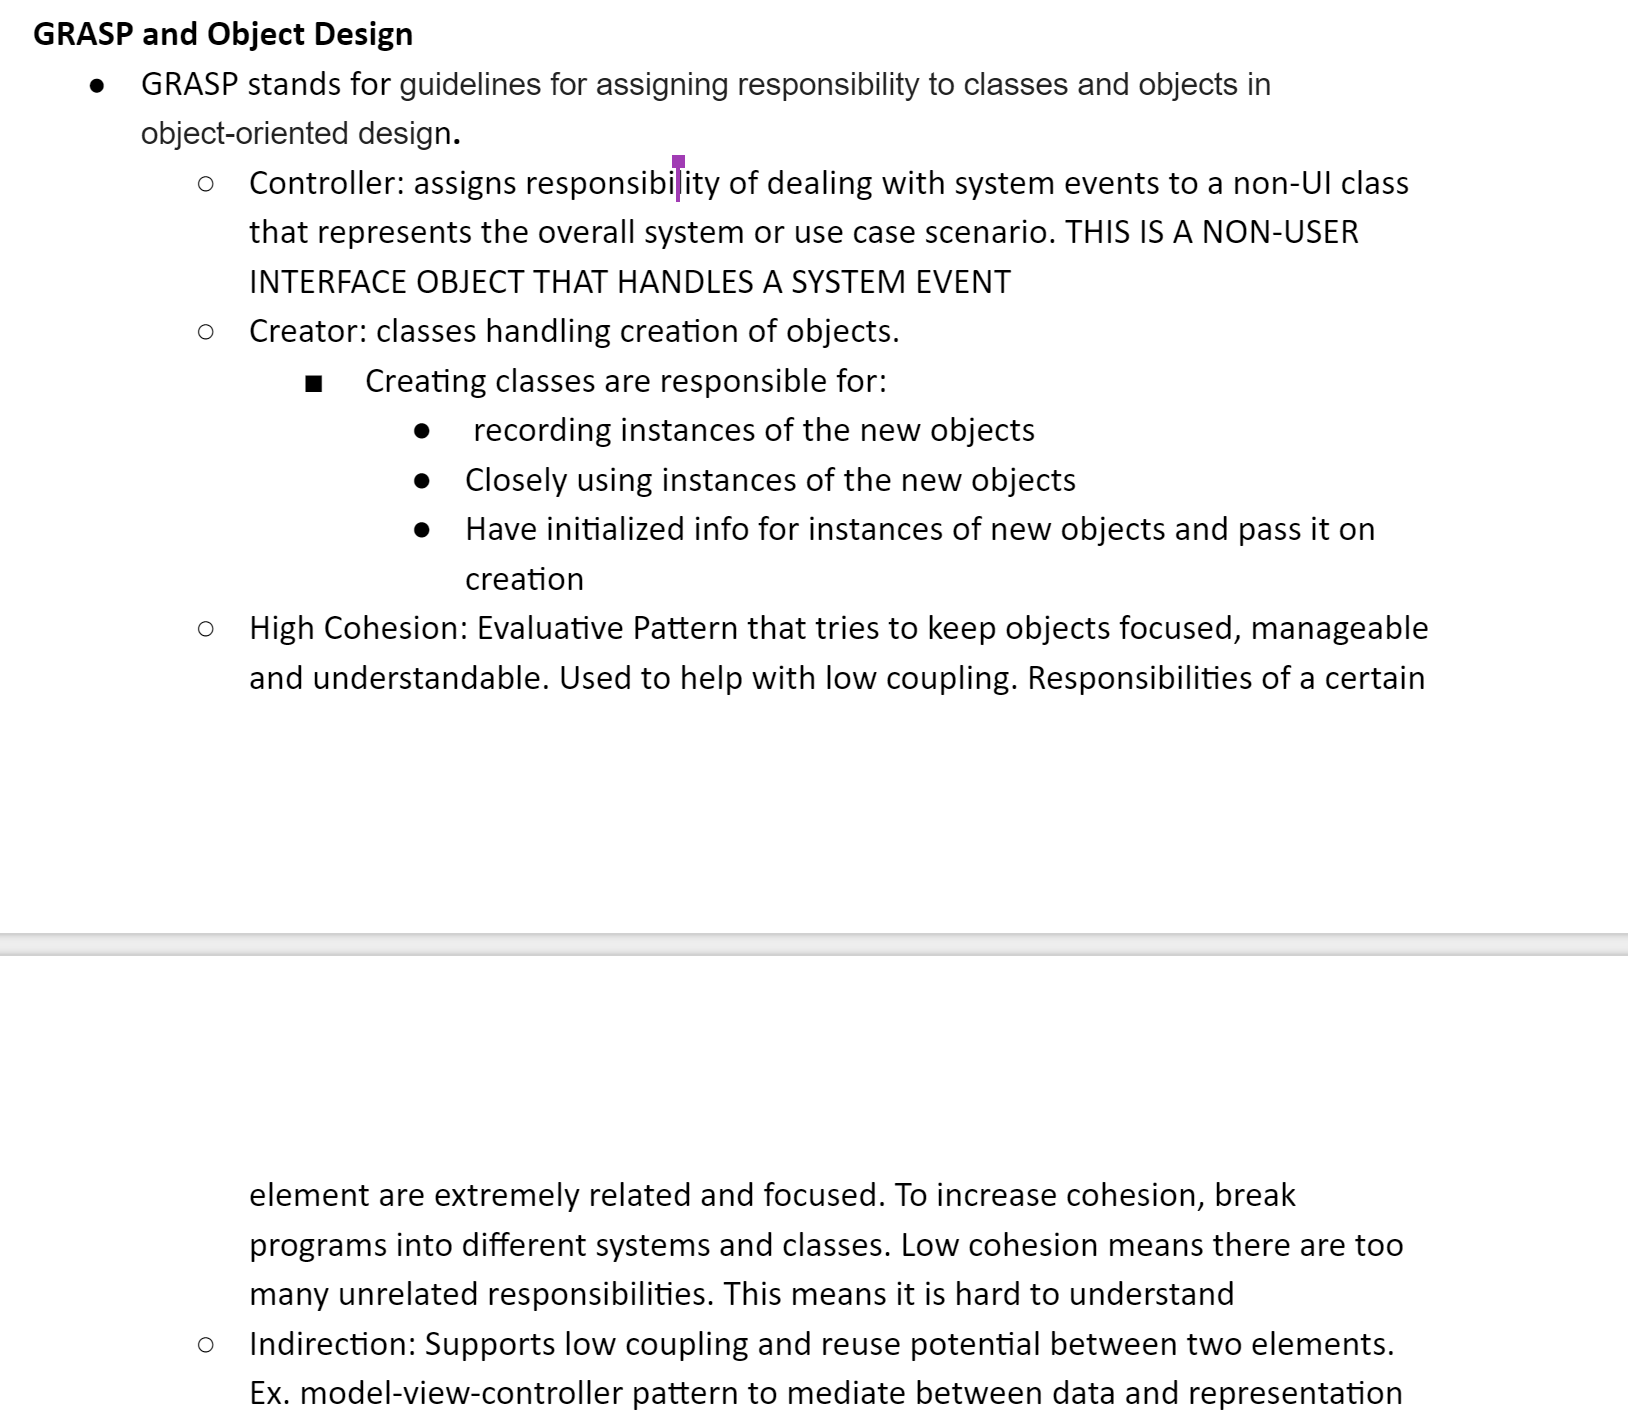 GRASP and Object Design
● GRASP stands for guidelines for assigning responsibility to classes and objects in
object-oriented design.
○ Controller: assigns responsibility of dealing with system events to a non-UI class
that represents the overall system or use case scenario. THIS IS A NON-USER
INTERFACE OBJECT THAT HANDLES A SYSTEM EVENT
○ Creator: classes handling creation of objects.
■ Creating classes are responsible for:
● recording instances of the new objects
● Closely using instances of the new objects
● Have initialized info for instances of new objects and pass it on
creation
○ High Cohesion: Evaluative Pattern that tries to keep objects focused, manageable
and understandable. Used to help with low coupling. Responsibilities of a certain
element are extremely related and focused. To increase cohesion, break
programs into different systems and classes. Low cohesion means there are too
many unrelated responsibilities. This means it is hard to understand
○ Indirection: Supports low coupling and reuse potential between two elements.
Ex. model-view-controller pattern to mediate between data and representation